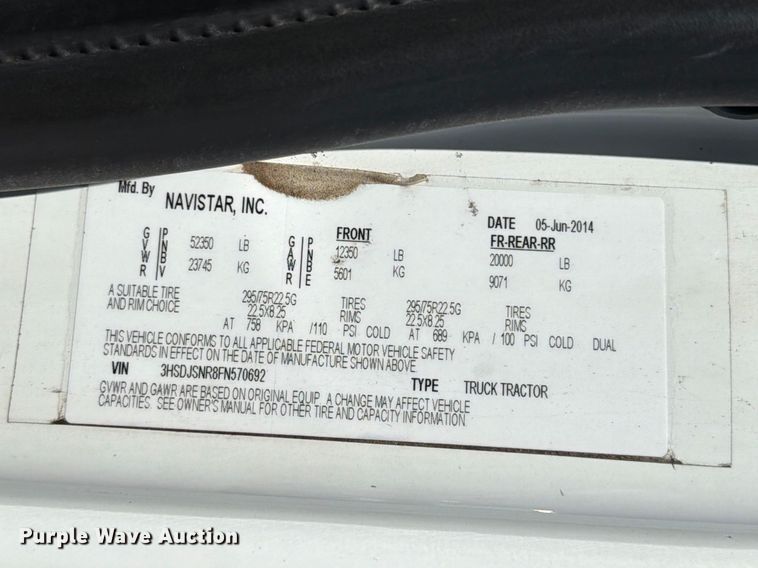 Mfd. By NAVISTAR, INC. DATE 05-Jun-2014
GVWR PNBV 52350 LB GAWR PNBE FRONT 12350 LB FR-REAR-RR 20000 LB
23745 KG 5601 KG 9071 KG
A SUITABLE TIRE 295/75R22.5G TIRES 295/75R22.5G TIRES
AND RIM CHOICE 22.5X8.25 RIMS 22.5X8.25 RIMS
AT 758 KPA /110 PSI COLD AT 689 KPA / 100 PSI COLD DUAL
THIS VEHICLE CONFORMS TO ALL APPLICABLE FEDERAL MOTOR VEHICLE SAFETY
STANDARDS IN EFFECT ON THE DATE OF MANUFACTURE SHOWN ABOVE
VIN 3HSDJSNR8FN570692 TYPE TRUCK TRACTOR
GVWR AND GAWR ARE BASED ON ORIGINAL EQUIP. A CHANGE MAY AFFECT VEHICLE
CAPACITIES. SEE OWNER'S MANUAL FOR OTHER TIRE AND CAPACITY INFORMATION.
Purple Wave Auction